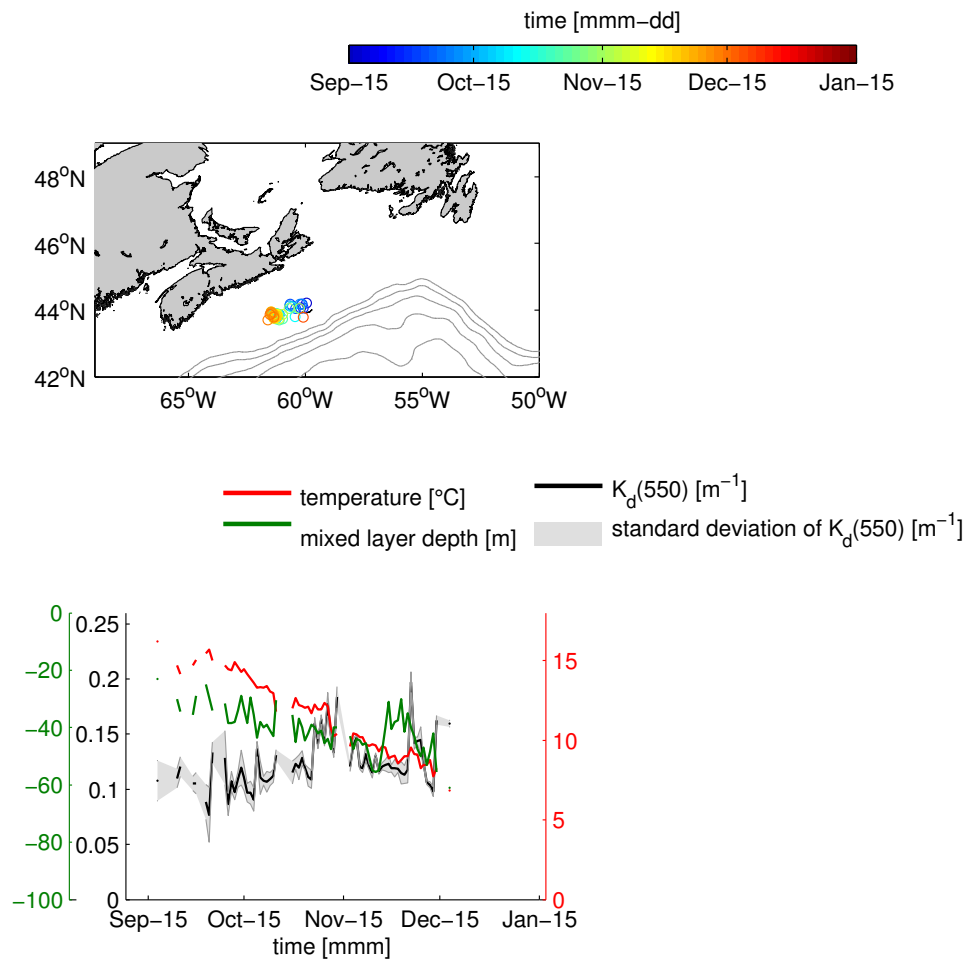 time [mmm–dd]
Sep–15 Oct–15 Nov–15 Dec–15 Jan–15
48°N
46°N
44°N
42°N
65°W 60°W 55°W 50°W
temperature [°C]
mixed layer depth [m]
K_d(550) [m⁻¹]
standard deviation of K_d(550) [m⁻¹]
0
−20
−40
−60
−80
−100
0.25
0.2
0.15
0.1
0.05
0
15
10
5
0
Sep–15 Oct–15 Nov–15 Dec–15 Jan–15
time [mmm]